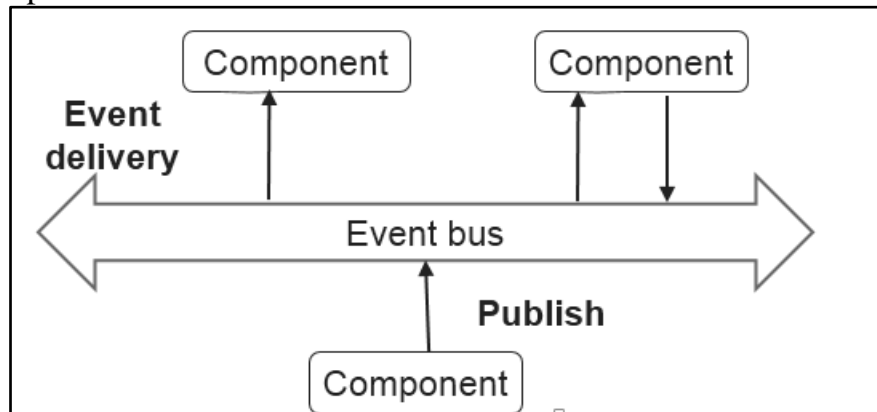 Component
Component
Event
delivery
Event bus
Publish
Component